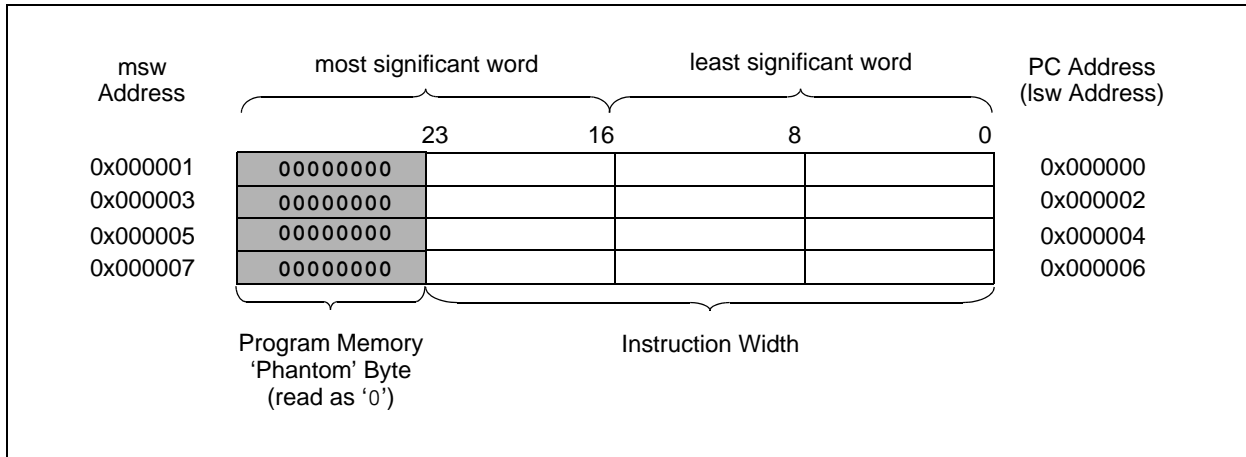 msw
Address
most significant word
least significant word
PC Address
(lsw Address)
23
16
8
0
0x000001
00000000
0x000000
0x000003
00000000
0x000002
0x000005
00000000
0x000004
0x000007
00000000
0x000006
Program Memory
‘Phantom’ Byte
(read as ‘0’)
Instruction Width